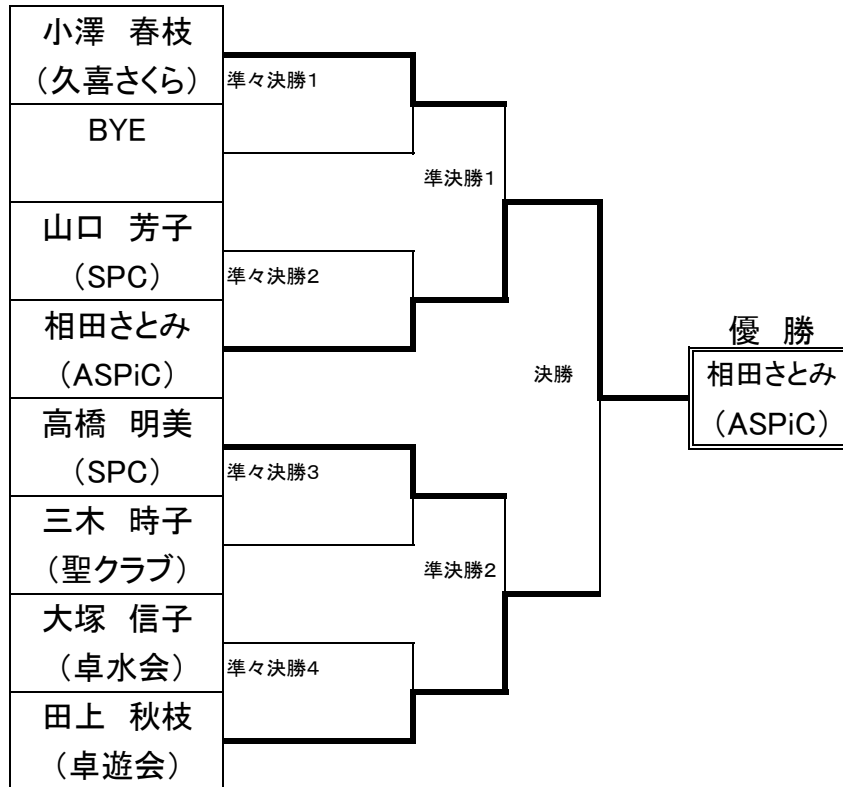 小澤　春枝
（久喜さくら）
準々決勝1
BYE
準決勝1
山口　芳子
（SPC）
準々決勝2
相田さとみ
（ASPiC）
決勝
優　勝
相田さとみ
（ASPiC）
高橋　明美
（SPC）
準々決勝3
三木　時子
（聖クラブ）
準決勝2
大塚　信子
（卓水会）
準々決勝4
田上　秋枝
（卓遊会）